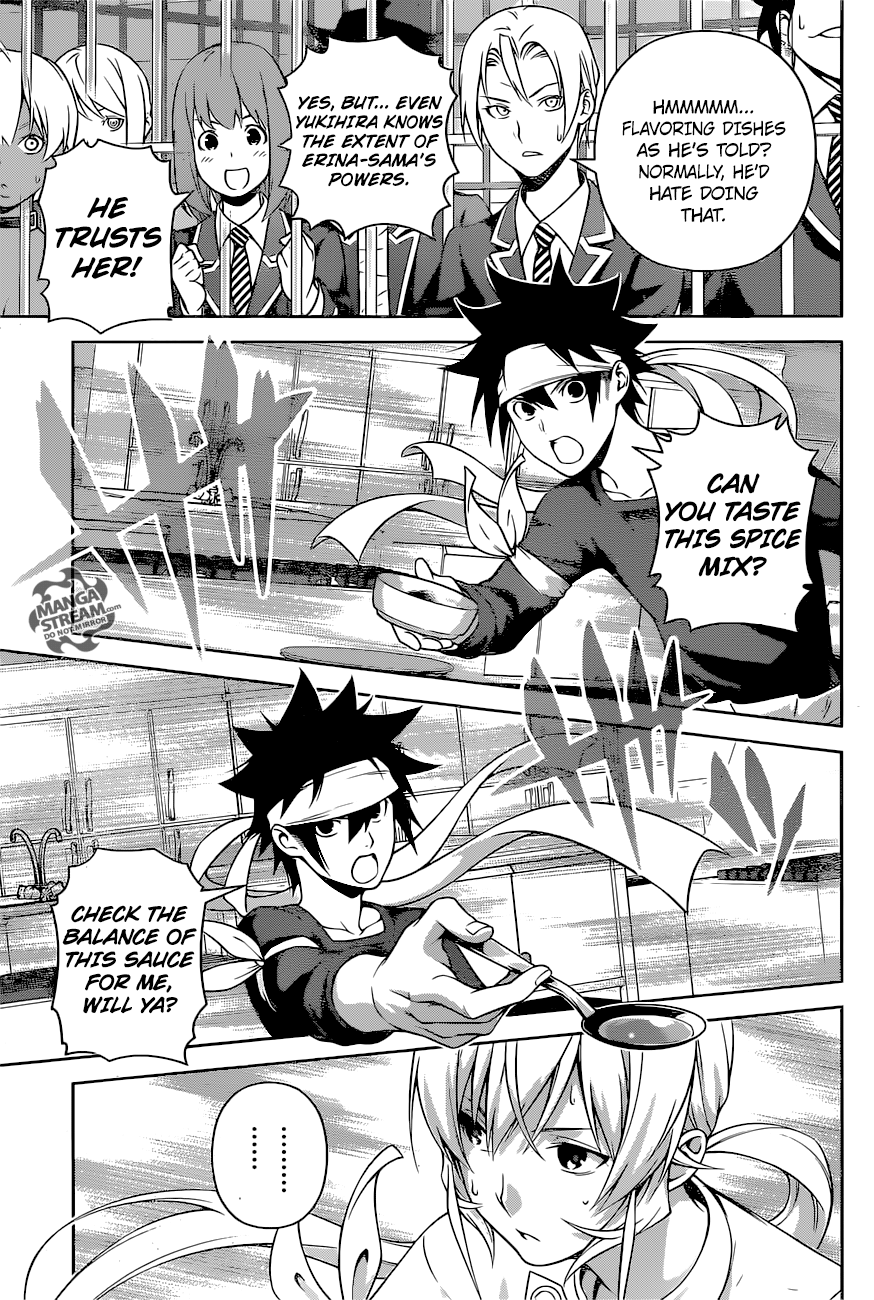 HMMMMMM...
FLAVORING DISHES
AS HE'S TOLD?
NORMALLY, HE'D
HATE DOING
THAT.
YES, BUT... EVEN
YUKIHIRA KNOWS
THE EXTENT OF
ERINA-SAMA'S
POWERS.
HE
TRUSTS
HER!
CAN
YOU TASTE
THIS SPICE
MIX?
MANGA
STREAM.com
DO NOT MIRROR
CHECK THE
BALANCE OF
THIS SAUCE
FOR ME,
WILL YA?